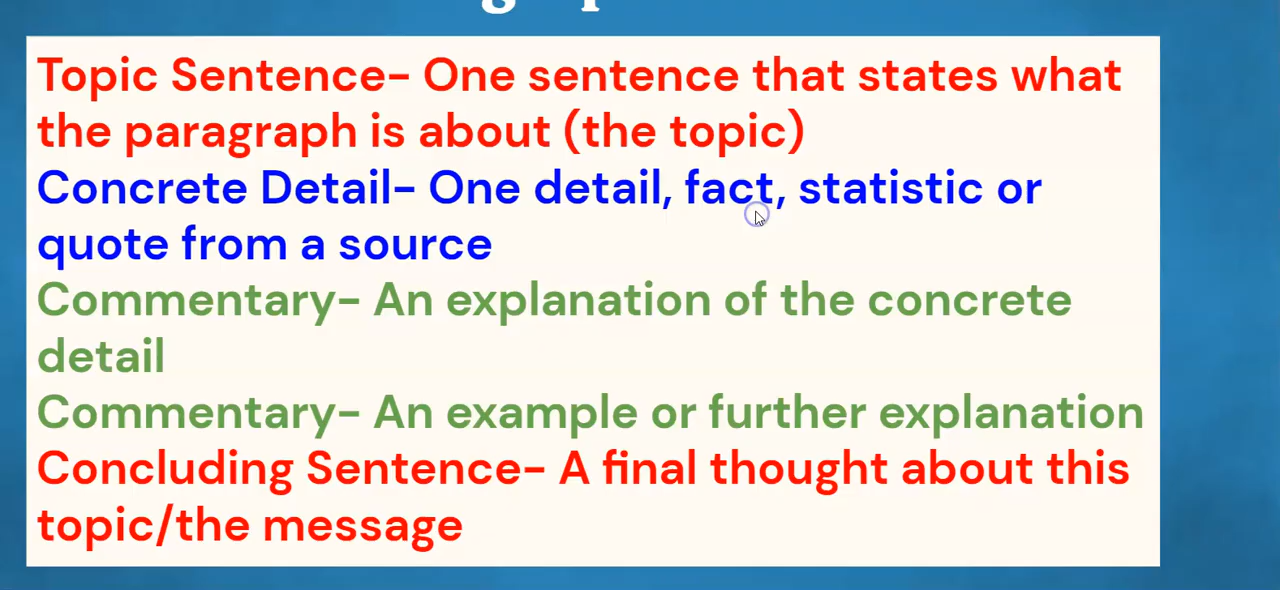 Topic Sentence- One sentence that states what
the paragraph is about (the topic)
Concrete Detail- One detail, fact, statistic or
quote from a source
Commentary- An explanation of the concrete
detail
Commentary- An example or further explanation
Concluding Sentence- A final thought about this
topic/the message